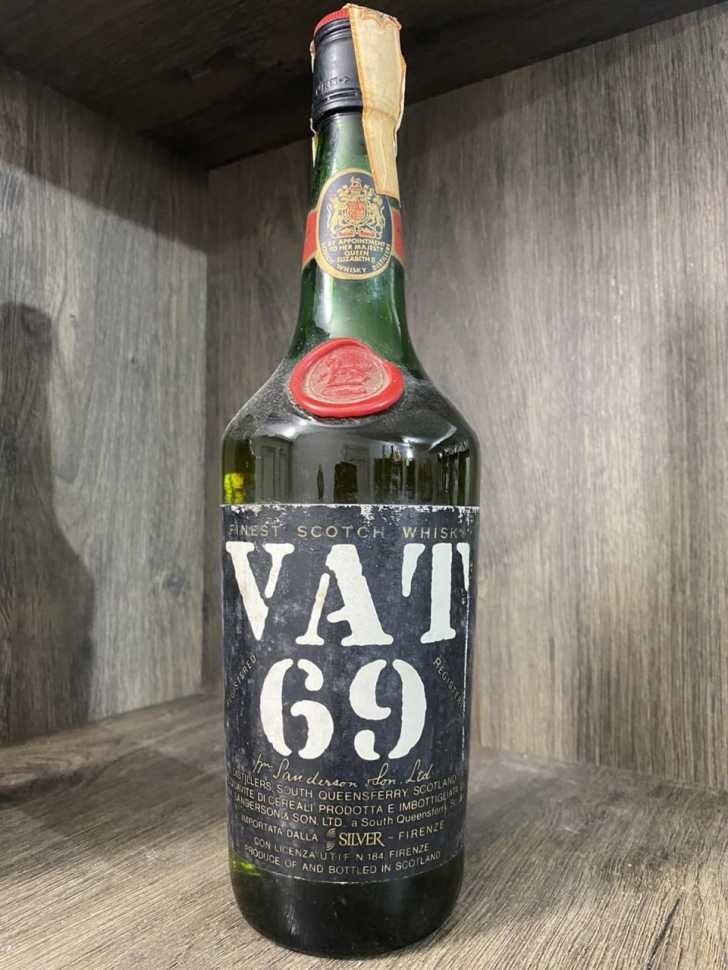 BY APPOINTMENT
TO HER MAJESTY
QUEEN
ELIZABETH II
WHISKY DISTILLERS
FINEST SCOTCH WHISKY
VAT
69
REGISTERED
REGISTERED
Wm. Sanderson & Son. Ltd
DISTILLERS, SOUTH QUEENSFERRY, SCOTLAND
ACQUAVITE DI CEREALI PRODOTTA E IMBOTTIGLIATA
SANDERSON & SON, LTD. a South Queensferry
IMPORTATA DALLA SILVER - FIRENZE
CON LICENZA U.T.I.F. N 184 FIRENZE
PRODUCE OF AND BOTTLED IN SCOTLAND